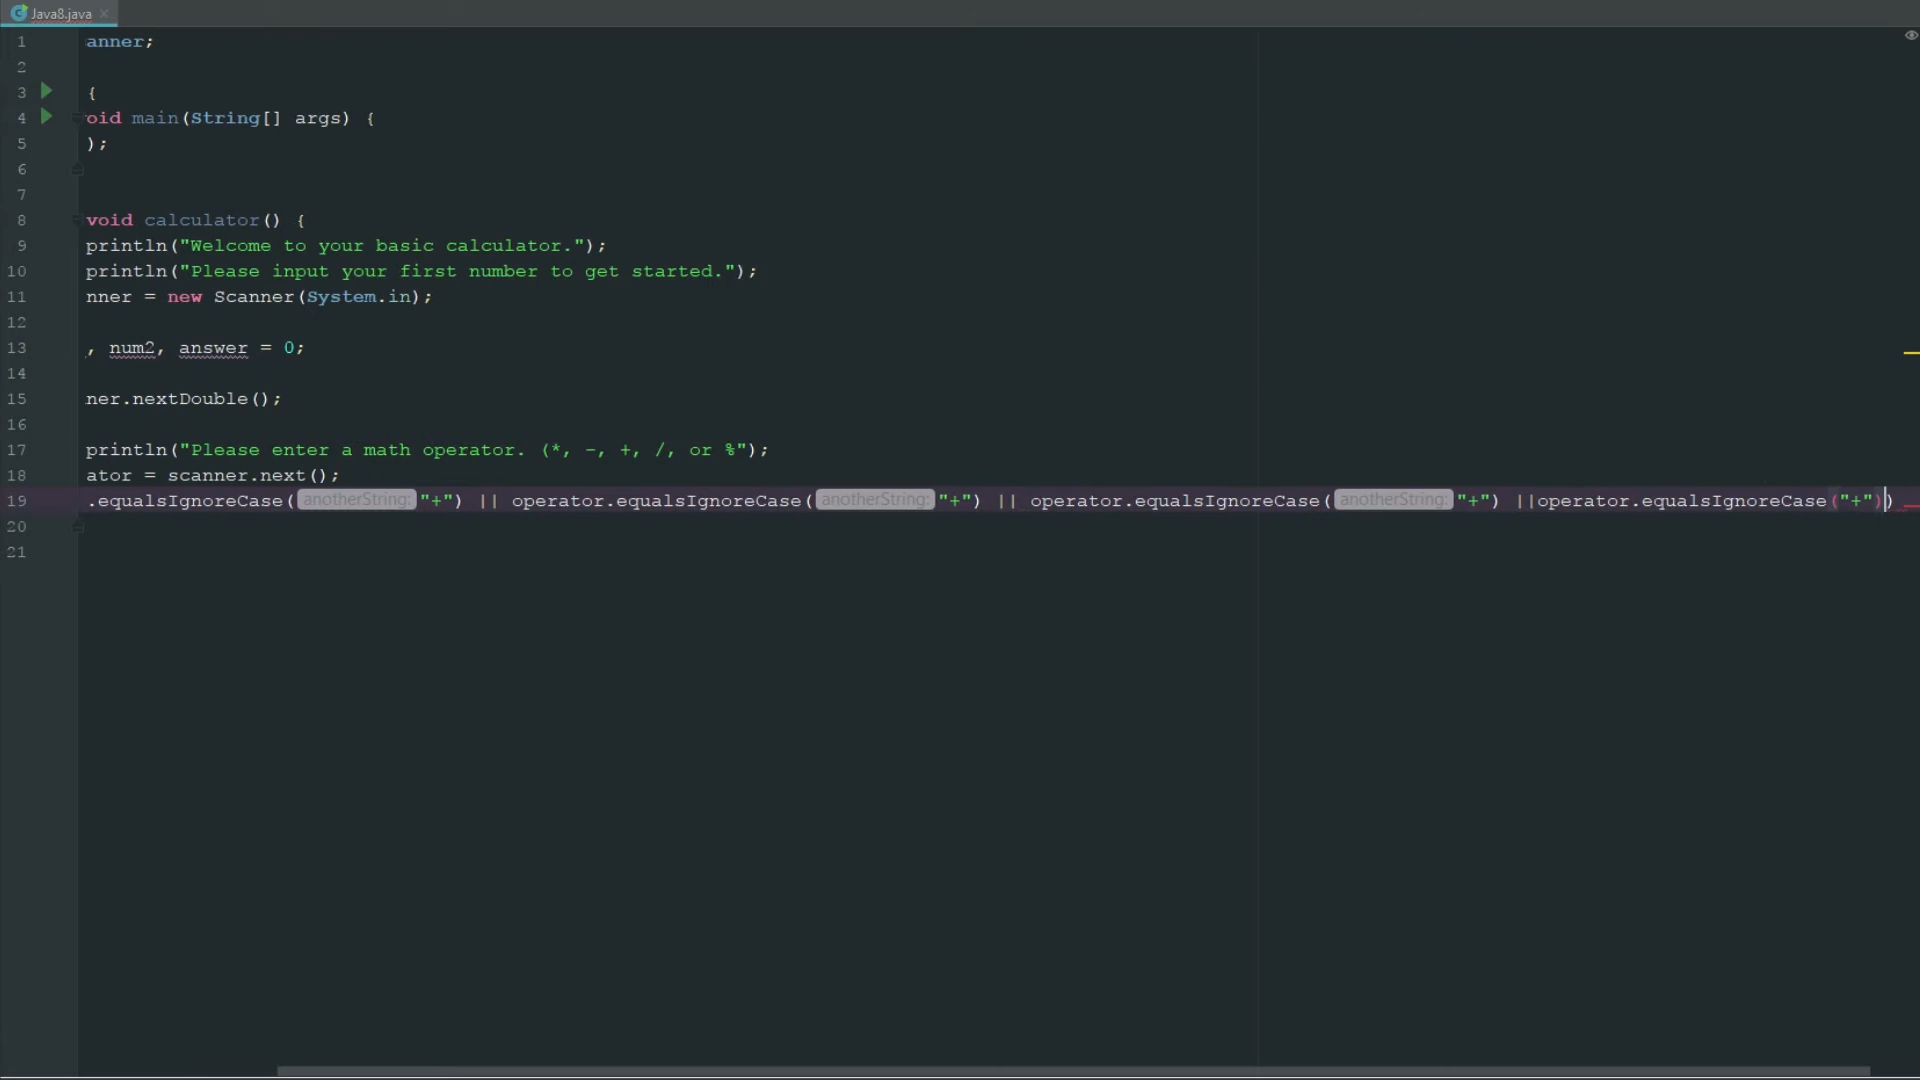 Java8.java
1 anner;
2
3 {
4 oid main(String[] args) {
5 );
6
7
8 void calculator() {
9 println("Welcome to your basic calculator.");
10 println("Please input your first number to get started.");
11 nner = new Scanner(System.in);
12
13 , num2, answer = 0;
14
15 ner.nextDouble();
16
17 println("Please enter a math operator. (*, -, +, /, or %");
18 ator = scanner.next();
19 .equalsIgnoreCase( anotherString: "+") || operator.equalsIgnoreCase( anotherString: "+") || operator.equalsIgnoreCase( anotherString: "+") ||operator.equalsIgnoreCase("+"))
20
21